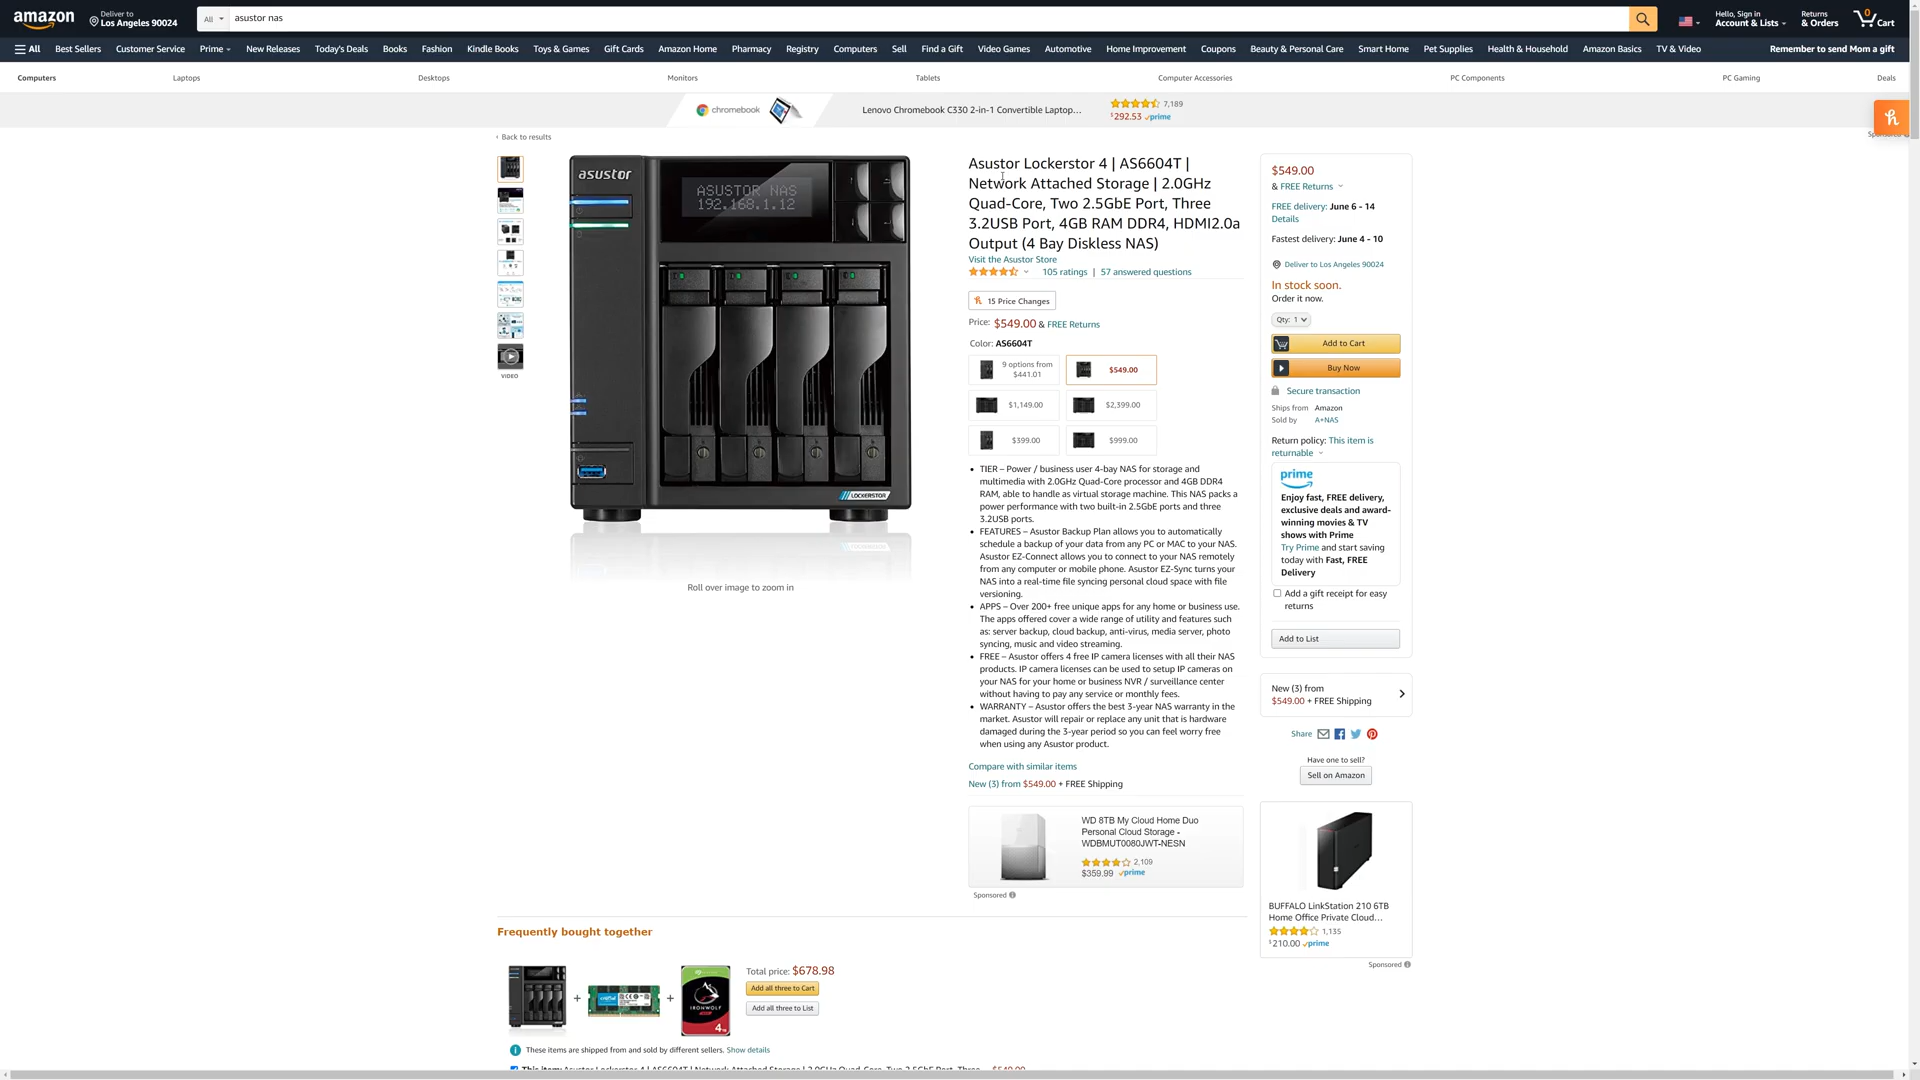 amazon
Deliver to
Los Angeles 90024
All
asustor nas
Hello, Sign in
Account & Lists
Returns
& Orders
0
Cart
All
Best Sellers
Customer Service
Prime
New Releases
Today's Deals
Books
Fashion
Kindle Books
Toys & Games
Gift Cards
Amazon Home
Pharmacy
Registry
Computers
Sell
Find a Gift
Video Games
Automotive
Home Improvement
Coupons
Beauty & Personal Care
Smart Home
Pet Supplies
Health & Household
Amazon Basics
TV & Video
Remember to send Mom a gift
Computers
Laptops
Desktops
Monitors
Tablets
Computer Accessories
PC Components
PC Gaming
Deals
chromebook
Lenovo Chromebook C330 2-in-1 Convertible Laptop…
7,189
$292.53 prime
‹ Back to results
asustor
ASUSTOR NAS
192.168.1.12
LOCKERSTOR
VIDEO
Roll over image to zoom in
Asustor Lockerstor 4 | AS6604T |
Network Attached Storage | 2.0GHz
Quad-Core, Two 2.5GbE Port, Three
3.2USB Port, 4GB RAM DDR4, HDMI2.0a
Output (4 Bay Diskless NAS)
Visit the Asustor Store
105 ratings | 57 answered questions
15 Price Changes
Price: $549.00 & FREE Returns
Color: AS6604T
9 options from
$441.01
$549.00
$1,149.00
$2,399.00
$399.00
$999.00
• TIER – Power / business user 4-bay NAS for storage and
multimedia with 2.0GHz Quad-Core processor and 4GB DDR4
RAM, able to handle as virtual storage machine. This NAS packs a
power performance with two built-in 2.5GbE ports and three
3.2USB ports.
• FEATURES – Asustor Backup Plan allows you to automatically
schedule a backup of your data from any PC or MAC to your NAS.
Asustor EZ-Connect allows you to connect to your NAS remotely
from any computer or mobile phone. Asustor EZ-Sync turns your
NAS into a real-time file syncing personal cloud space with file
versioning.
• APPS – Over 200+ free unique apps for any home or business use.
The apps offered cover a wide range of utility and features such
as: server backup, cloud backup, anti-virus, media server, photo
syncing, music and video streaming.
• FREE – Asustor offers 4 free IP camera licenses with all their NAS
products. IP camera licenses can be used to setup IP cameras on
your NAS for your home or business NVR / surveillance center
without having to pay any service or monthly fees.
• WARRANTY – Asustor offers the best 3-year NAS warranty in the
market. Asustor will repair or replace any unit that is hardware
damaged during the 3-year period so you can feel worry free
when using any Asustor product.
Compare with similar items
New (3) from $549.00 + FREE Shipping
WD 8TB My Cloud Home Duo
Personal Cloud Storage -
WDBMUT0080JWT-NESN
2,109
$359.99 prime
Sponsored
$549.00
& FREE Returns
FREE delivery: June 6 - 14
Details
Fastest delivery: June 4 - 10
Deliver to Los Angeles 90024
In stock soon.
Order it now.
Qty: 1
Add to Cart
Buy Now
Secure transaction
Ships from Amazon
Sold by A+NAS
Return policy: This item is
returnable
prime
Enjoy fast, FREE delivery,
exclusive deals and award-
winning movies & TV
shows with Prime
Try Prime and start saving
today with Fast, FREE
Delivery
Add a gift receipt for easy
returns
Add to List
New (3) from
$549.00 + FREE Shipping
Share
Have one to sell?
Sell on Amazon
BUFFALO LinkStation 210 6TB
Home Office Private Cloud…
1,135
$210.00 prime
Sponsored
Frequently bought together
+
crucial
+
IRONWOLF
4TB
Total price: $678.98
Add all three to Cart
Add all three to List
These items are shipped from and sold by different sellers. Show details
This item: Asustor Lockerstor 4 | AS6604T | Network Attached Storage | 2.0GHz Quad-Core, Two 2.5GbE Port, Three $549.00